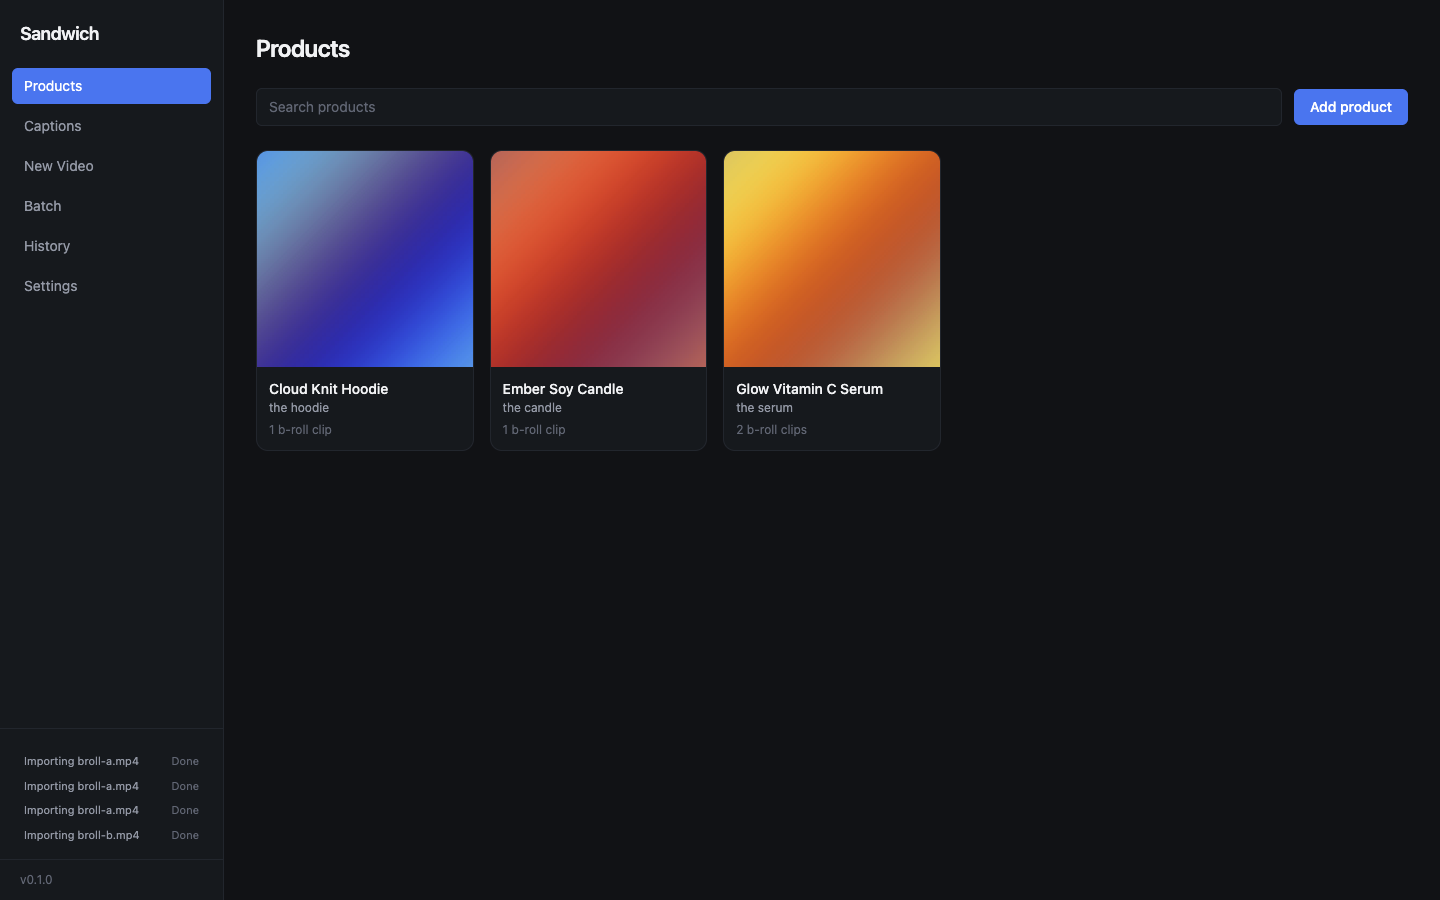 Sandwich
Products
Captions
New Video
Batch
History
Settings
Importing broll-a.mp4 Done
Importing broll-a.mp4 Done
Importing broll-a.mp4 Done
Importing broll-b.mp4 Done
v0.1.0
Products
Search products
Add product
Cloud Knit Hoodie
the hoodie
1 b-roll clip
Ember Soy Candle
the candle
1 b-roll clip
Glow Vitamin C Serum
the serum
2 b-roll clips